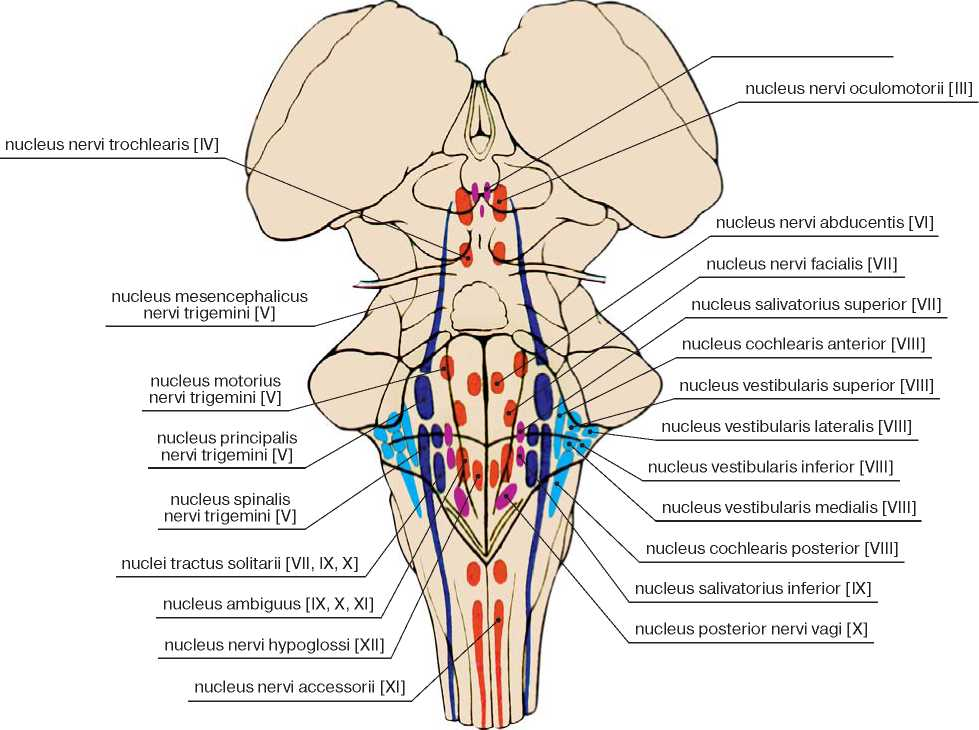 nucleus nervi oculomotorii [III]
nucleus nervi trochlearis [IV]
nucleus nervi abducentis [VI]
nucleus nervi facialis [VII]
nucleus mesencephalicus
nervi trigemini [V]
nucleus salivatorius superior [VII]
nucleus cochlearis anterior [VIII]
nucleus motorius
nervi trigemini [V]
nucleus vestibularis superior [VIII]
nucleus vestibularis lateralis [VIII]
nucleus principalis
nervi trigemini [V]
nucleus vestibularis inferior [VIII]
nucleus spinalis
nervi trigemini [V]
nucleus vestibularis medialis [VIII]
nucleus cochlearis posterior [VIII]
nuclei tractus solitarii [VII, IX, X]
nucleus salivatorius inferior [IX]
nucleus ambiguus [IX, X, XI]
nucleus posterior nervi vagi [X]
nucleus nervi hypoglossi [XII]
nucleus nervi accessorii [XI]